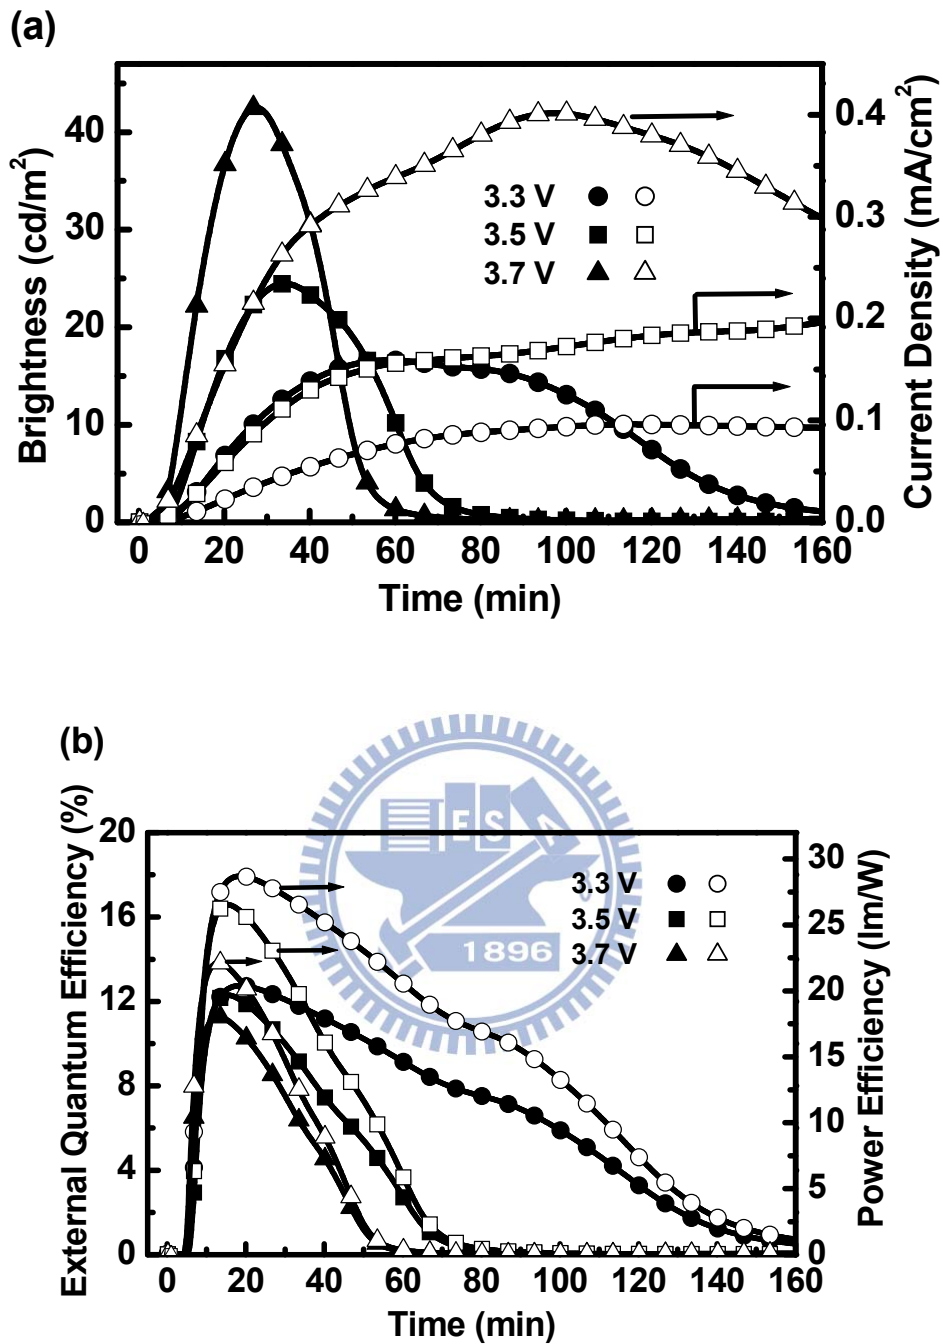 (a)
Brightness (cd/m²)
40
30
20
10
0
3.3 V
3.5 V
3.7 V
0.4
0.3
0.2
0.1
0.0
Current Density (mA/cm²)
0 20 40 60 80 100 120 140 160
Time (min)
(b)
External Quantum Efficiency (%)
20
16
12
8
4
0
E S A
1896
3.3 V
3.5 V
3.7 V
30
25
20
15
10
5
0
Power Efficiency (lm/W)
0 20 40 60 80 100 120 140 160
Time (min)